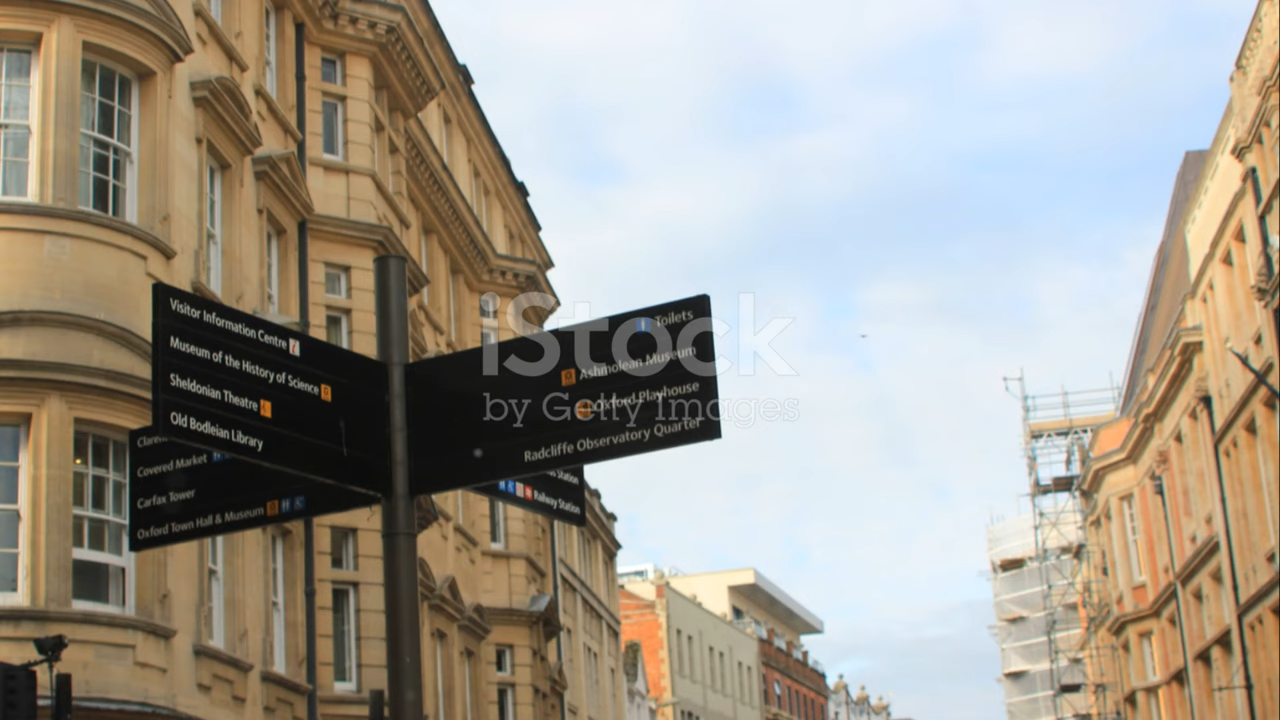 Visitor Information Centre i
Museum of the History of Science
Sheldonian Theatre
Old Bodleian Library
Covered Market
Carfax Tower
Oxford Town Hall & Museum
Toilets
Ashmolean Museum
Oxford Playhouse
Radcliffe Observatory Quarter
Station
Railway Station
iStock
by Getty Images